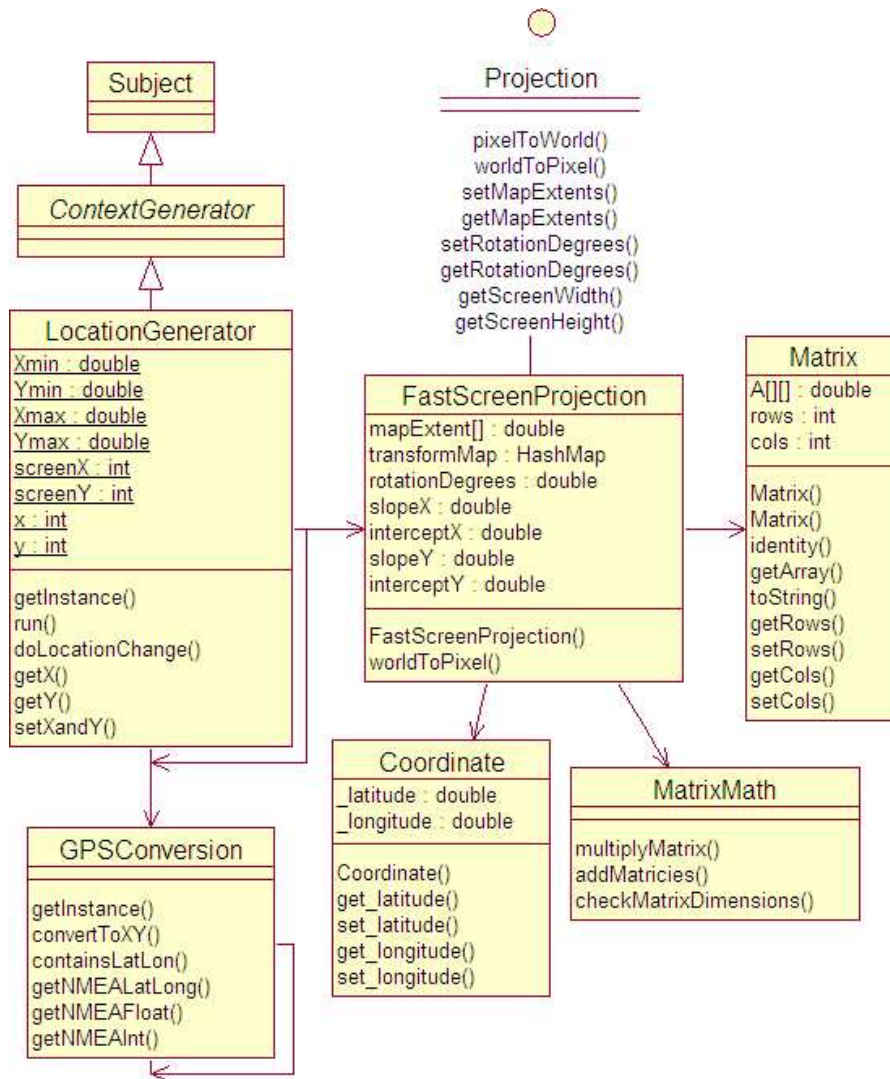 Subject
ContextGenerator
LocationGenerator
Xmin : double
Ymin : double
Xmax : double
Ymax : double
screenX : int
screenY : int
x : int
y : int
getInstance()
run()
doLocationChange()
getX()
getY()
setXandY()
GPSConversion
getInstance()
convertToXY()
containsLatLon()
getNMEALatLong()
getNMEAFloat()
getNMEAInt()
Projection
pixelToWorld()
worldToPixel()
setMapExtents()
getMapExtents()
setRotationDegrees()
getRotationDegrees()
getScreenWidth()
getScreenHeight()
FastScreenProjection
mapExtent[] : double
transformMap : HashMap
rotationDegrees : double
slopeX : double
interceptX : double
slopeY : double
interceptY : double
FastScreenProjection()
worldToPixel()
Coordinate
_latitude : double
_longitude : double
Coordinate()
get_latitude()
set_latitude()
get_longitude()
set_longitude()
MatrixMath
multiplyMatrix()
addMatricies()
checkMatrixDimensions()
Matrix
A[][] : double
rows : int
cols : int
Matrix()
Matrix()
identity()
getArray()
toString()
getRows()
setRows()
getCols()
setCols()